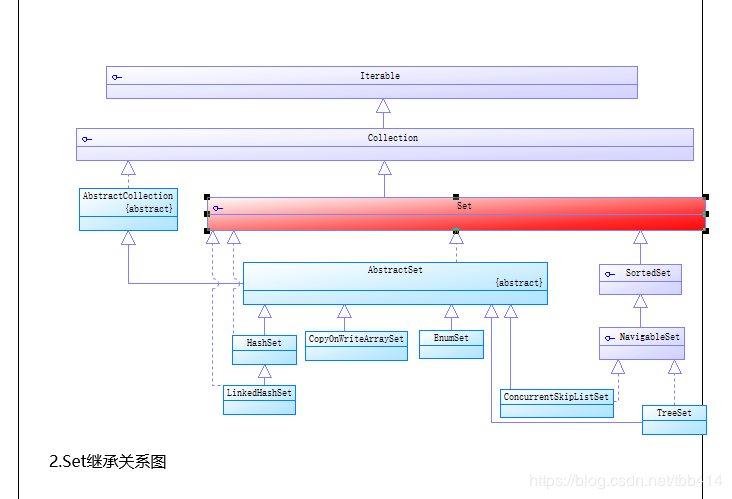 Iterable
Collection
AbstractCollection
{abstract}
Set
AbstractSet
{abstract}
SortedSet
HashSet
CopyOnWriteArraySet
EnumSet
NavigableSet
LinkedHashSet
ConcurrentSkipListSet
TreeSet
2.Set继承关系图
https://blog.csdn.net/tbb414